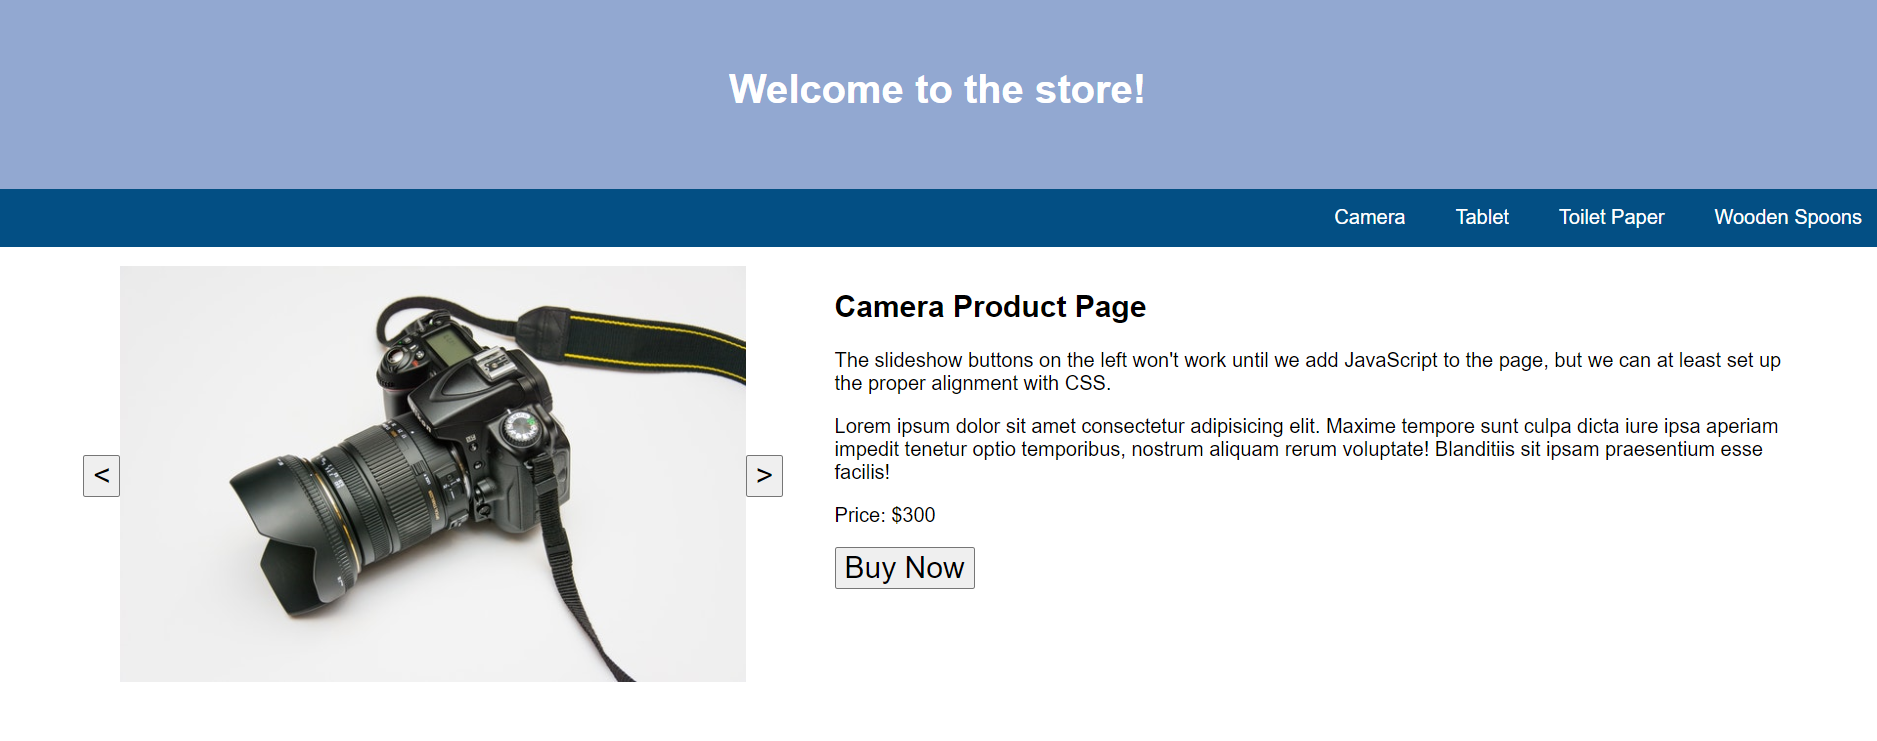 Welcome to the store!
Camera Tablet Toilet Paper Wooden Spoons
<
>
Camera Product Page
The slideshow buttons on the left won't work until we add JavaScript to the page, but we can at least set up
the proper alignment with CSS.
Lorem ipsum dolor sit amet consectetur adipisicing elit. Maxime tempore sunt culpa dicta iure ipsa aperiam
impedit tenetur optio temporibus, nostrum aliquam rerum voluptate! Blanditiis sit ipsam praesentium esse
facilis!
Price: $300
Buy Now